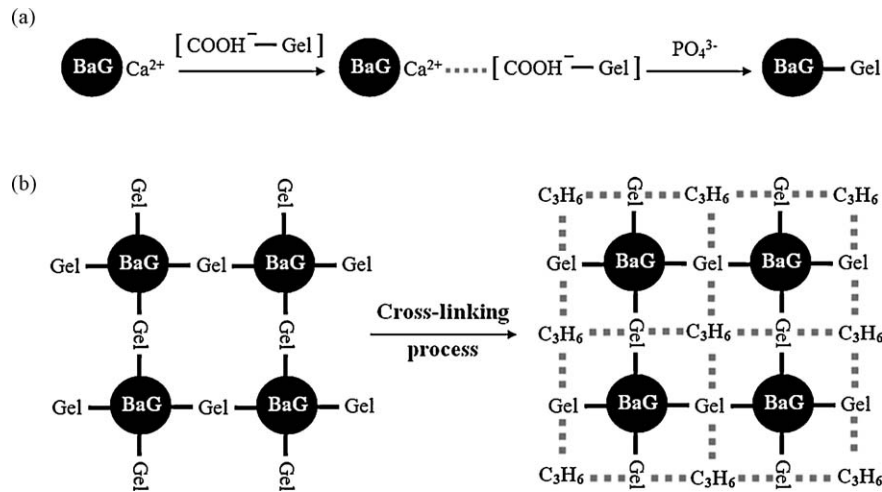 (a)
BaG Ca²⁺ [COOH⁻—Gel] BaG Ca²⁺ [COOH⁻—Gel] PO₄³⁻ BaG Gel
(b)
Gel Gel Gel Gel
C₃H₆ C₃H₆ C₃H₆
Gel BaG Gel BaG Gel
Gel BaG Gel BaG Gel
Gel Gel
Cross-linking
process
C₃H₆ Gel C₃H₆ Gel C₃H₆
Gel BaG Gel BaG Gel
Gel BaG Gel BaG Gel
Gel Gel
C₃H₆ Gel C₃H₆ Gel C₃H₆